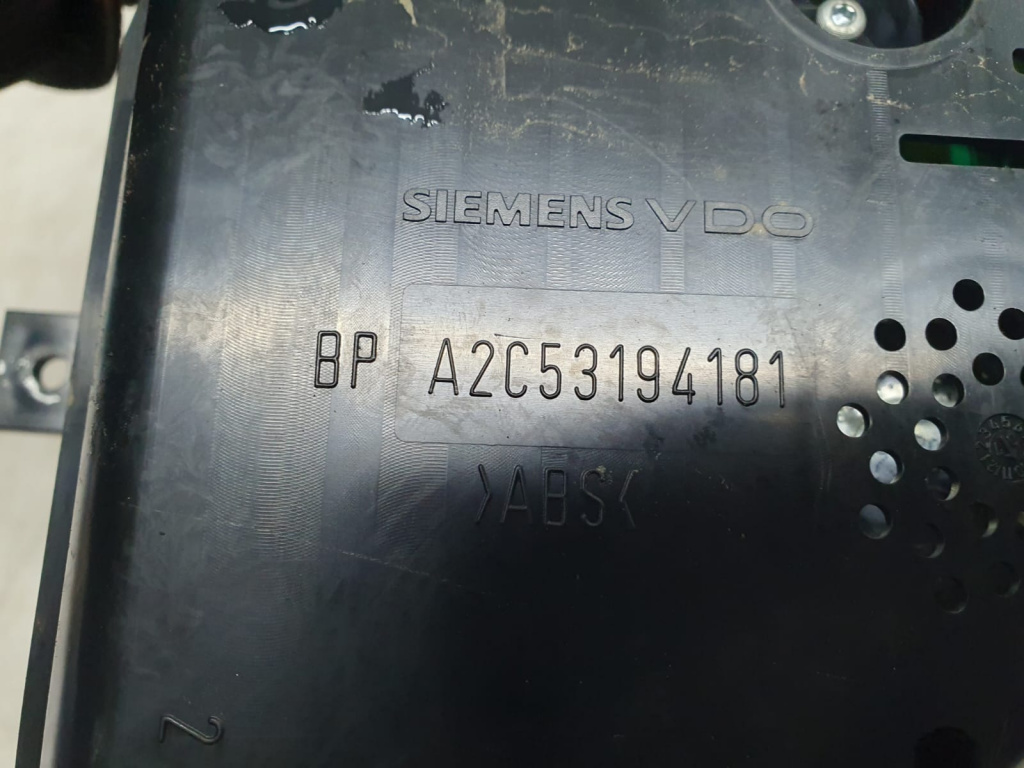 SIEMENS VDO
BP A2C53194181
>ABS<
2